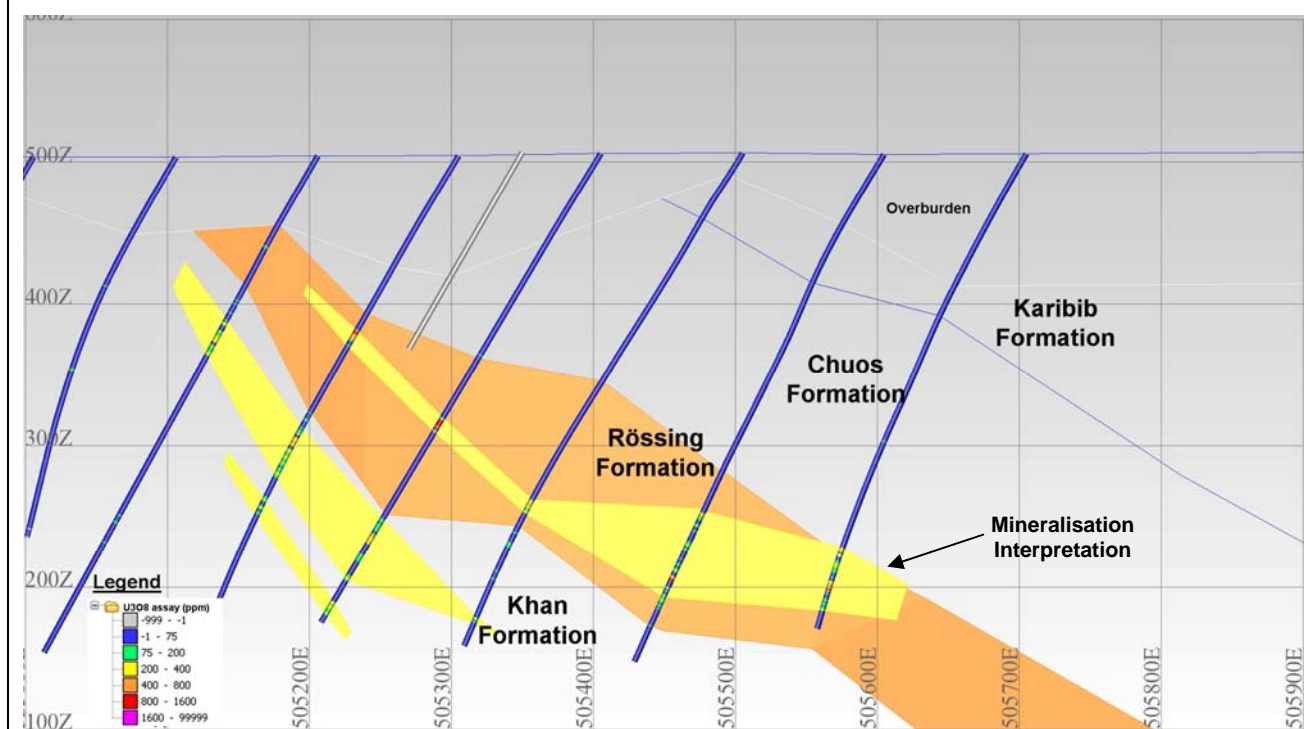 500Z
Overburden
400Z
Karibib
Formation
Chuos
Formation
300Z
Rössing
Formation
Mineralisation
Interpretation
200Z
Legend
U3O8 assay (ppm)
-999 - -1
-1 - 75
75 - 200
200 - 400
400 - 800
800 - 1600
1600 - 99999
Khan
Formation
100Z
505200E
505300E
505400E
505500E
505600E
505700E
505800E
505900E